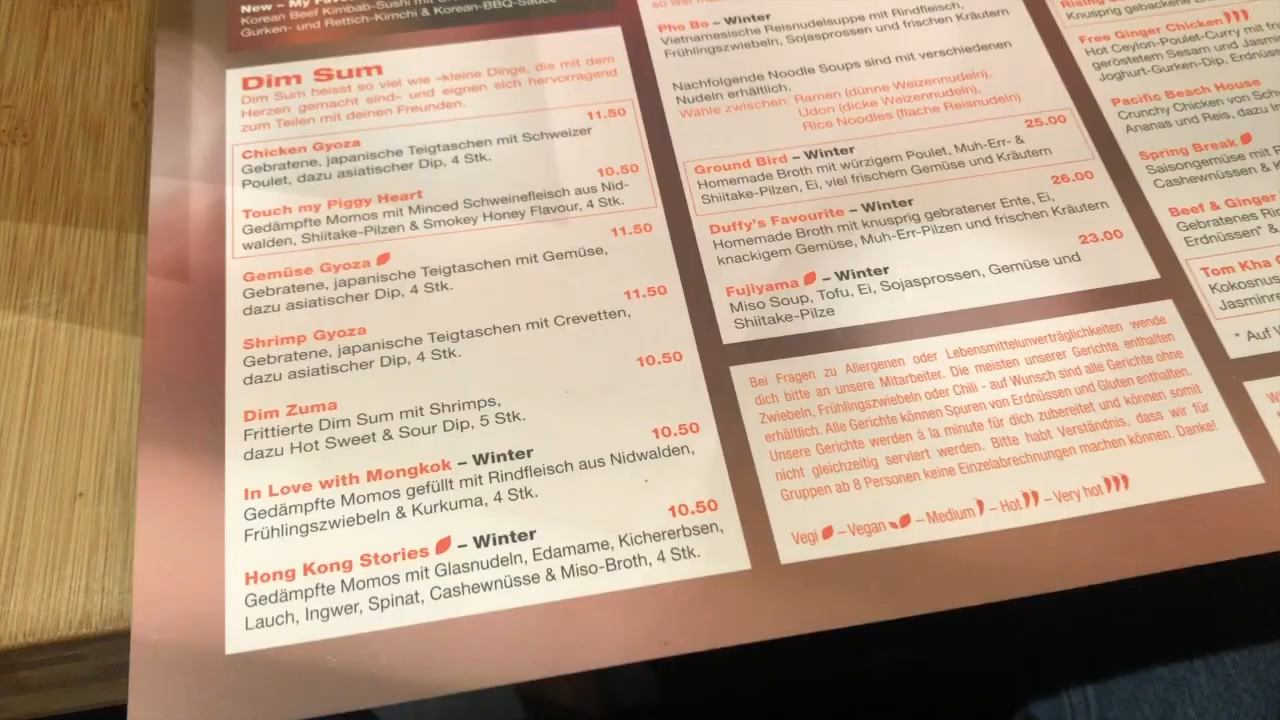 New – My Favo
Korean Beef Kimbab-Sushi mit
Gurken- und Rettich-Kimchi & Korean-BBQ-Sauce
Dim Sum
Dim Sum heisst so viel wie «kleine Dinge, die mit dem
Herzen gemacht sind» und eignen sich hervorragend
zum Teilen mit deinen Freunden.
11.50
Chicken Gyoza
Gebratene, japanische Teigtaschen mit Schweizer
Poulet, dazu asiatischer Dip, 4 Stk.
10.50
Touch my Piggy Heart
Gedämpfte Momos mit Minced Schweinefleisch aus Nid-
walden, Shiitake-Pilzen & Smokey Honey Flavour, 4 Stk.
11.50
Gemüse Gyoza
Gebratene, japanische Teigtaschen mit Gemüse,
dazu asiatischer Dip, 4 Stk.
11.50
Shrimp Gyoza
Gebratene, japanische Teigtaschen mit Crevetten,
dazu asiatischer Dip, 4 Stk.
10.50
Dim Zuma
Frittierte Dim Sum mit Shrimps,
dazu Hot Sweet & Sour Dip, 5 Stk.
10.50
In Love with Mongkok – Winter
Gedämpfte Momos gefüllt mit Rindfleisch aus Nidwalden,
Frühlingszwiebeln & Kurkuma, 4 Stk.
10.50
Hong Kong Stories – Winter
Gedämpfte Momos mit Glasnudeln, Edamame, Kichererbsen,
Lauch, Ingwer, Spinat, Cashewnüsse & Miso-Broth, 4 Stk.
Pho Bo – Winter
Vietnamesische Reisnudelsuppe mit Rindfleisch,
Frühlingszwiebeln, Sojasprossen und frischen Kräutern
Nachfolgende Noodle Soups sind mit verschiedenen
Nudeln erhältlich.
Wähle zwischen: Ramen (dünne Weizennudeln),
Udon (dicke Weizennudeln),
Rice Noodles (flache Reisnudeln)
25.00
Ground Bird – Winter
Homemade Broth mit würzigem Poulet, Muh-Err- &
Shiitake-Pilzen, Ei, viel frischem Gemüse und Kräutern
26.00
Duffy's Favourite – Winter
Homemade Broth mit knusprig gebratener Ente, Ei,
knackigem Gemüse, Muh-Err-Pilzen und frischen Kräutern
23.00
Fujiyama – Winter
Miso Soup, Tofu, Ei, Sojasprossen, Gemüse und
Shiitake-Pilze
Bei Fragen zu Allergenen oder Lebensmittelunverträglichkeiten wende
dich bitte an unsere Mitarbeiter. Die meisten unserer Gerichte enthalten
Zwiebeln, Frühlingszwiebeln oder Chili - auf Wunsch sind alle Gerichte ohne
erhältlich. Alle Gerichte können Spuren von Erdnüssen und Gluten enthalten.
Unsere Gerichte werden à la minute für dich zubereitet und können somit
nicht gleichzeitig serviert werden. Bitte habt Verständnis, dass wir für
Gruppen ab 8 Personen keine Einzelabrechnungen machen können. Danke!
Vegi – Vegan – Medium – Hot – Very hot
Rising
Knusprig gebackene
Free Ginger Chicken
Hot Ceylon-Poulet-Curry mit
geröstetem Sesam und Jasmi
Joghurt-Gurken-Dip, Erdnüss
Pacific Beach House
Crunchy Chicken von Sch
Ananas und Reis, dazu
Spring Break
Saisongemüse mit
Cashewnüssen &
Beef & Ginger
Gebratenes
Erdnüssen* &
Tom Kha
Kokosnus
Jasminr
* Auf